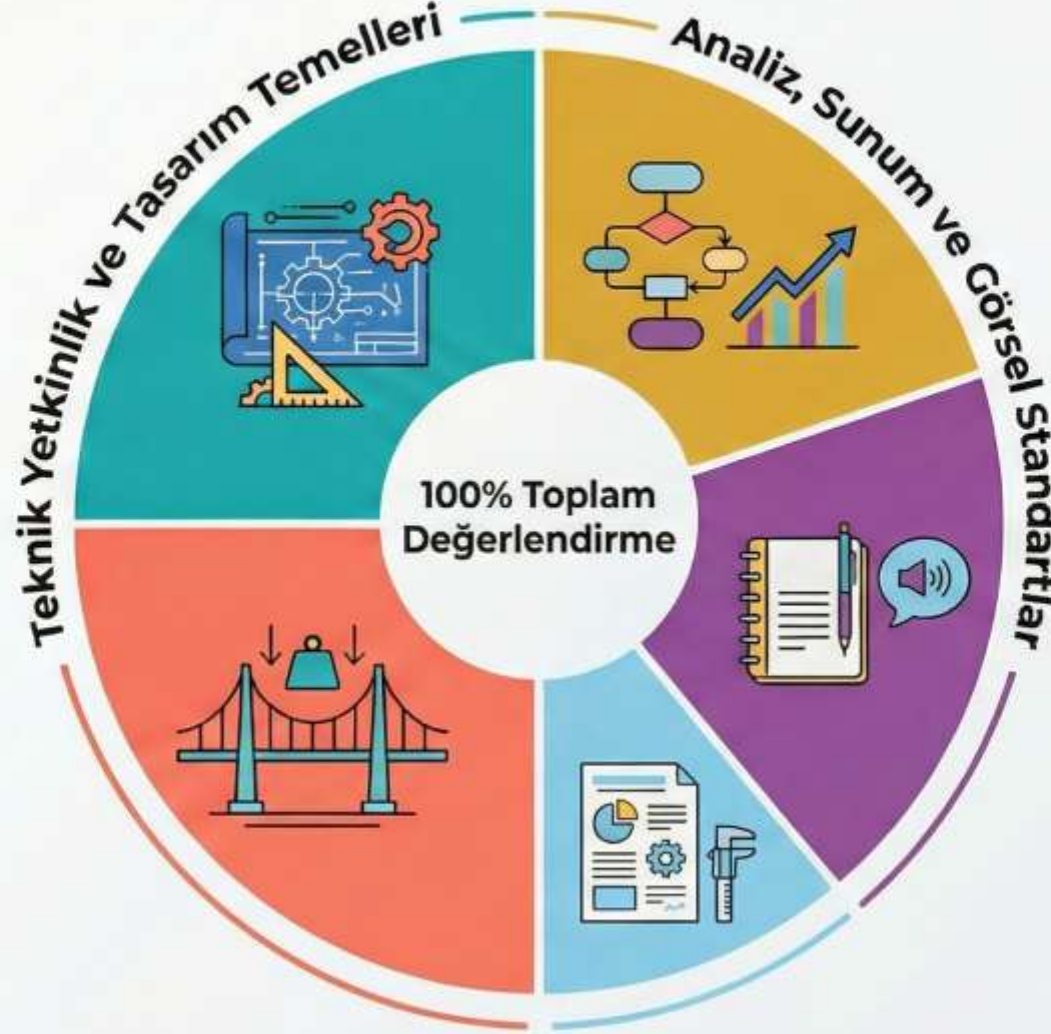 Teknik Yetkinlik ve Tasarım Temelleri
Analiz, Sunum ve Görsel Standartlar
100% Toplam
Değerlendirme